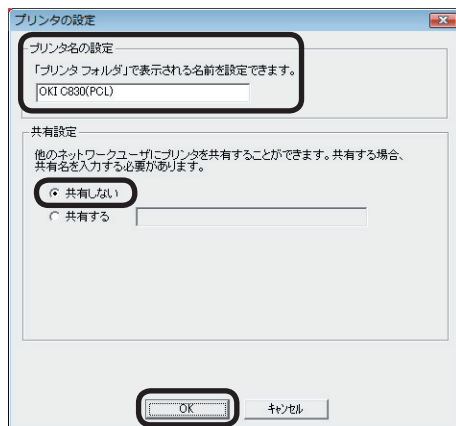 プリンタの設定
プリンタ名の設定
「プリンタ フォルダ」で表示される名前を設定できます。
OKI C830(PCL)
共有設定
他のネットワークユーザにプリンタを共有することができます。共有する場合、
共有名を入力する必要があります。
共有しない
共有する
OK
キャンセル